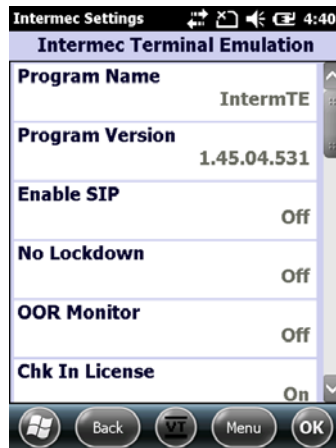 Intermec Settings 4:40
Intermec Terminal Emulation
Program Name
IntermTE
Program Version
1.45.04.531
Enable SIP
Off
No Lockdown
Off
OOR Monitor
Off
Chk In License
On
Back VT Menu OK